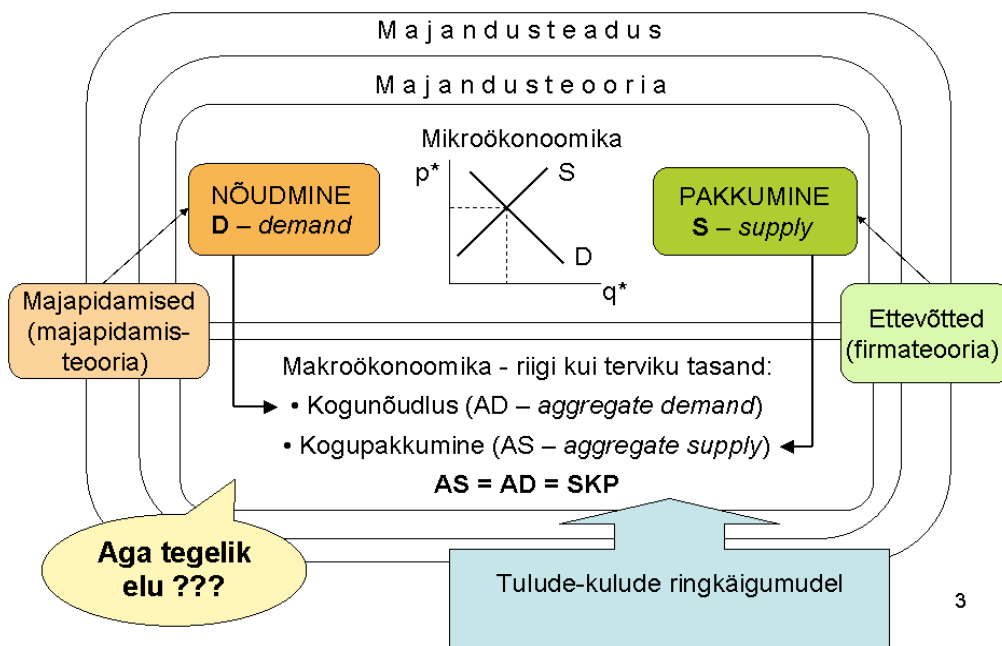 Majandusteadus
Majandusteooria
Mikroökonoomika
p*
S
D
q*
NÕUDMINE
D – demand
PAKKUMINE
S – supply
Majapidamised
(majapidamis-
teooria)
Ettevõtted
(firmateooria)
Makroökonoomika - riigi kui terviku tasand:
• Kogunõudlus (AD – aggregate demand)
• Kogupakkumine (AS – aggregate supply)
AS = AD = SKP
Aga tegelik
elu ???
Tulude-kulude ringkäigumudel
3